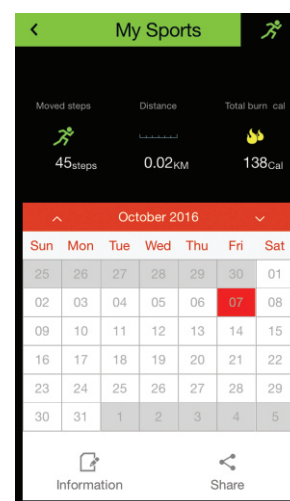 My Sports
Moved steps Distance Total burn cal
45steps 0.02KM 138Cal
October 2016
Sun Mon Tue Wed Thu Fri Sat
25 26 27 28 29 30 01
02 03 04 05 06 07 08
09 10 11 12 13 14 15
16 17 18 19 20 21 22
23 24 25 26 27 28 29
30 31 1 2 3 4 5
Information Share